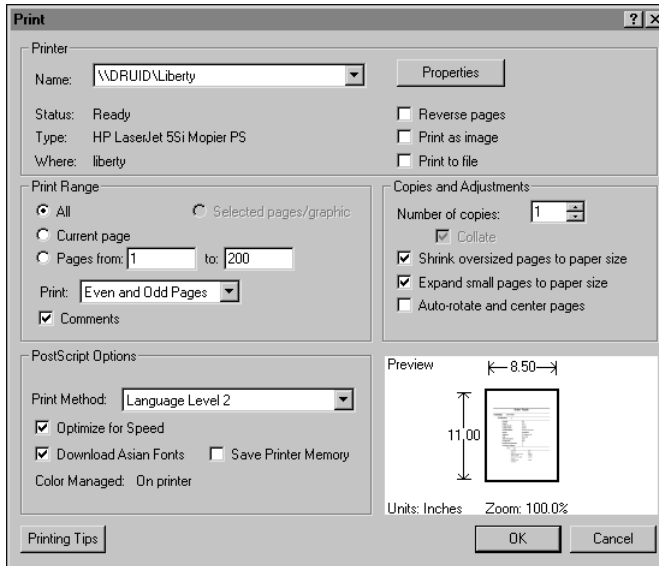 Print
Printer
Name: \\DRUID\Liberty
Properties
Status: Ready
Type: HP LaserJet 5Si Mopier PS
Where: liberty
Reverse pages
Print as image
Print to file
Print Range
All
Selected pages/graphic
Current page
Pages from: 1 to: 200
Print: Even and Odd Pages
Comments
Copies and Adjustments
Number of copies: 1
Collate
Shrink oversized pages to paper size
Expand small pages to paper size
Auto-rotate and center pages
PostScript Options
Print Method: Language Level 2
Optimize for Speed
Download Asian Fonts Save Printer Memory
Color Managed: On printer
Preview
8.50
11.00
Units: Inches Zoom: 100.0%
Printing Tips
OK
Cancel